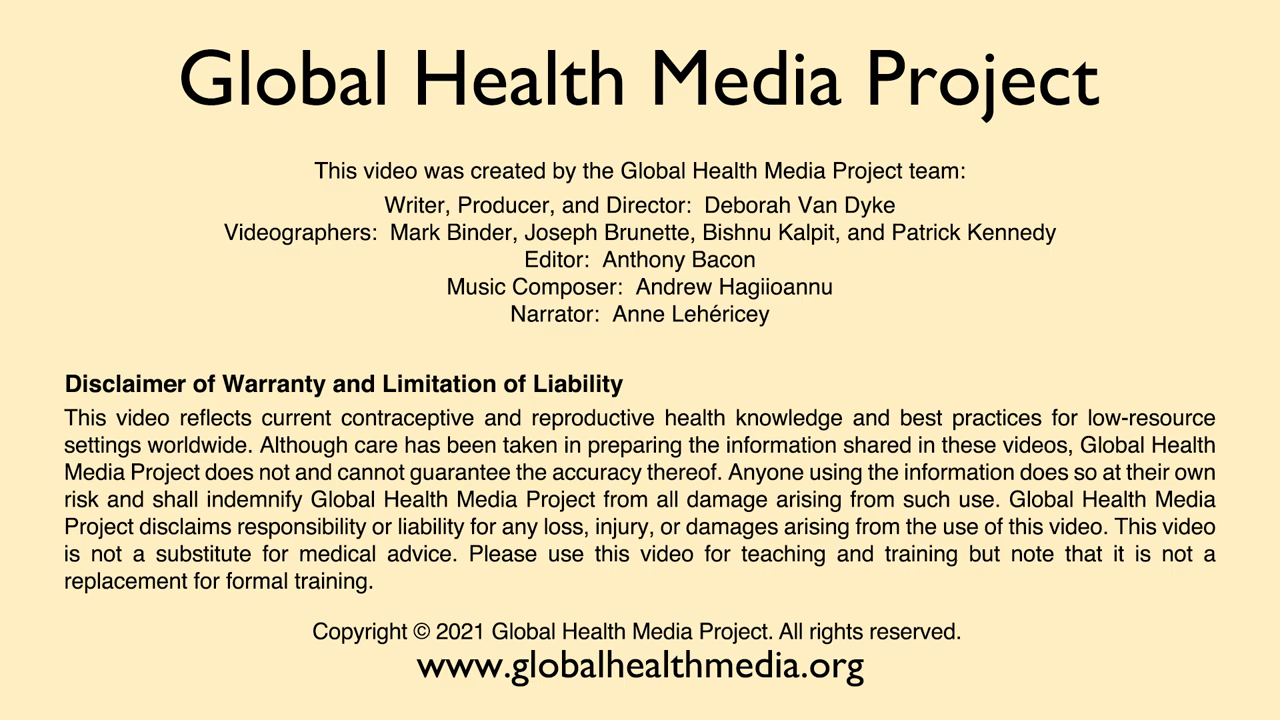 Global Health Media Project
This video was created by the Global Health Media Project team:
Writer, Producer, and Director:  Deborah Van Dyke
Videographers:  Mark Binder, Joseph Brunette, Bishnu Kalpit, and Patrick Kennedy
Editor:  Anthony Bacon
Music Composer:  Andrew Hagiioannu
Narrator:  Anne Lehéricey
Disclaimer of Warranty and Limitation of Liability
This video reflects current contraceptive and reproductive health knowledge and best practices for low-resource
settings worldwide. Although care has been taken in preparing the information shared in these videos, Global Health
Media Project does not and cannot guarantee the accuracy thereof. Anyone using the information does so at their own
risk and shall indemnify Global Health Media Project from all damage arising from such use. Global Health Media
Project disclaims responsibility or liability for any loss, injury, or damages arising from the use of this video. This video
is not a substitute for medical advice. Please use this video for teaching and training but note that it is not a
replacement for formal training.
Copyright © 2021 Global Health Media Project. All rights reserved.
www.globalhealthmedia.org